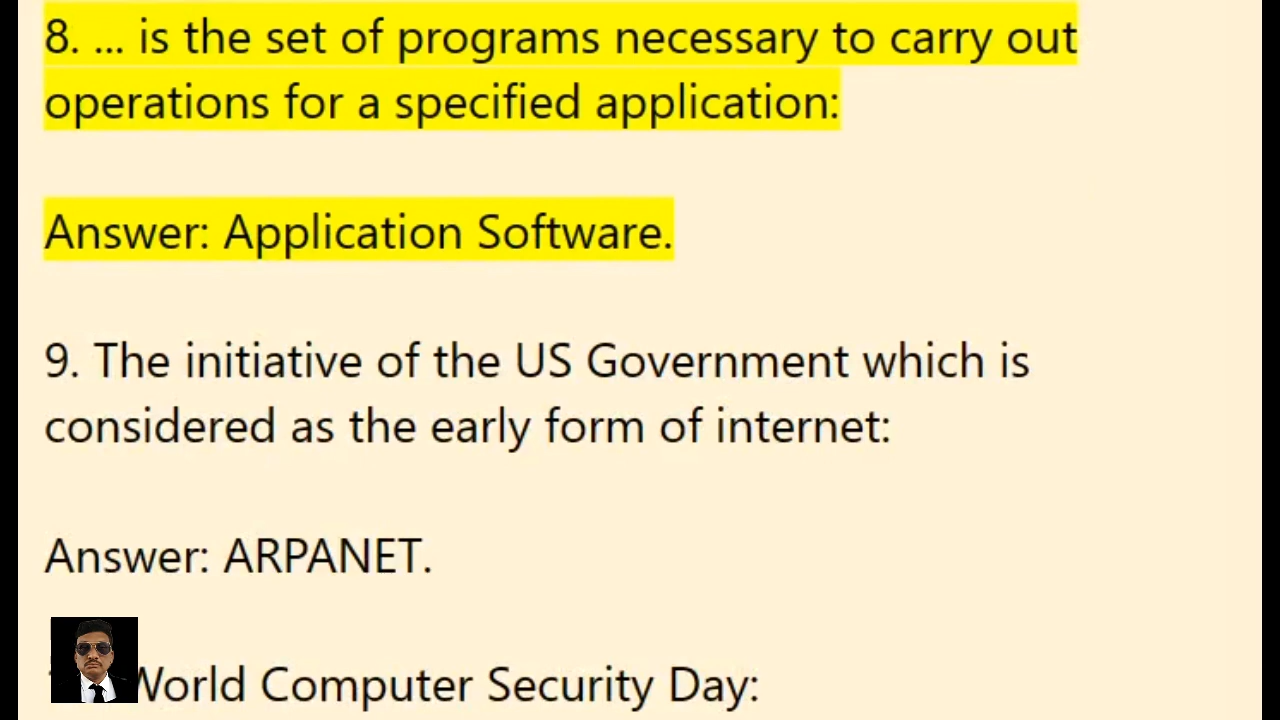 8. ... is the set of programs necessary to carry out
operations for a specified application:
Answer: Application Software.
9. The initiative of the US Government which is
considered as the early form of internet:
Answer: ARPANET.
World Computer Security Day: